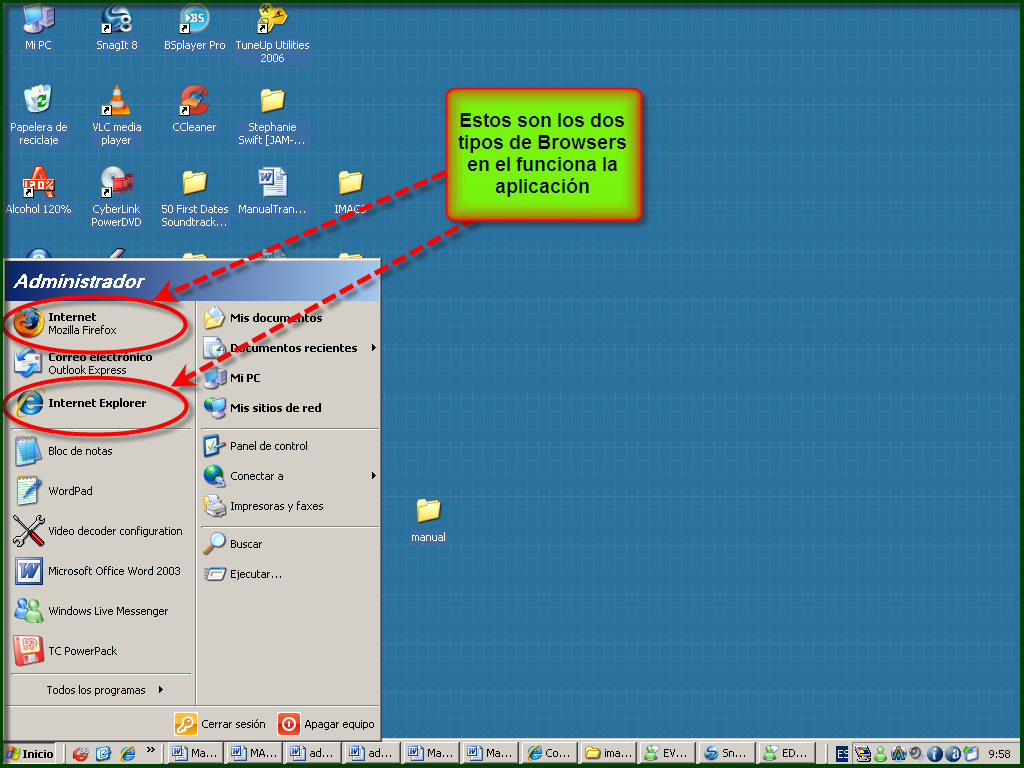 Mi PC
SnagIt 8
BSplayer Pro
TuneUp Utilities
2006
Papelera de
reciclaje
VLC media
player
CCleaner
Stephanie
Swift [JAM-...
Alcohol 120%
CyberLink
PowerDVD
50 First Dates
Soundtrack...
ManualTran...
IMAGS
Estos son los dos
tipos de Browsers
en el funciona la
aplicación
Administrador
Internet
Mozilla Firefox
Correo electrónico
Outlook Express
Internet Explorer
Bloc de notas
WordPad
Video decoder configuration
Microsoft Office Word 2003
Windows Live Messenger
TC PowerPack
Todos los programas
Mis documentos
Documentos recientes
Mi PC
Mis sitios de red
Panel de control
Conectar a
Impresoras y faxes
Buscar
Ejecutar...
Cerrar sesión
Apagar equipo
manual
Inicio
Ma...
MA...
ad...
ad...
Ma...
Ma...
Co...
ima...
EV...
Sn...
ED...
ES
9:58